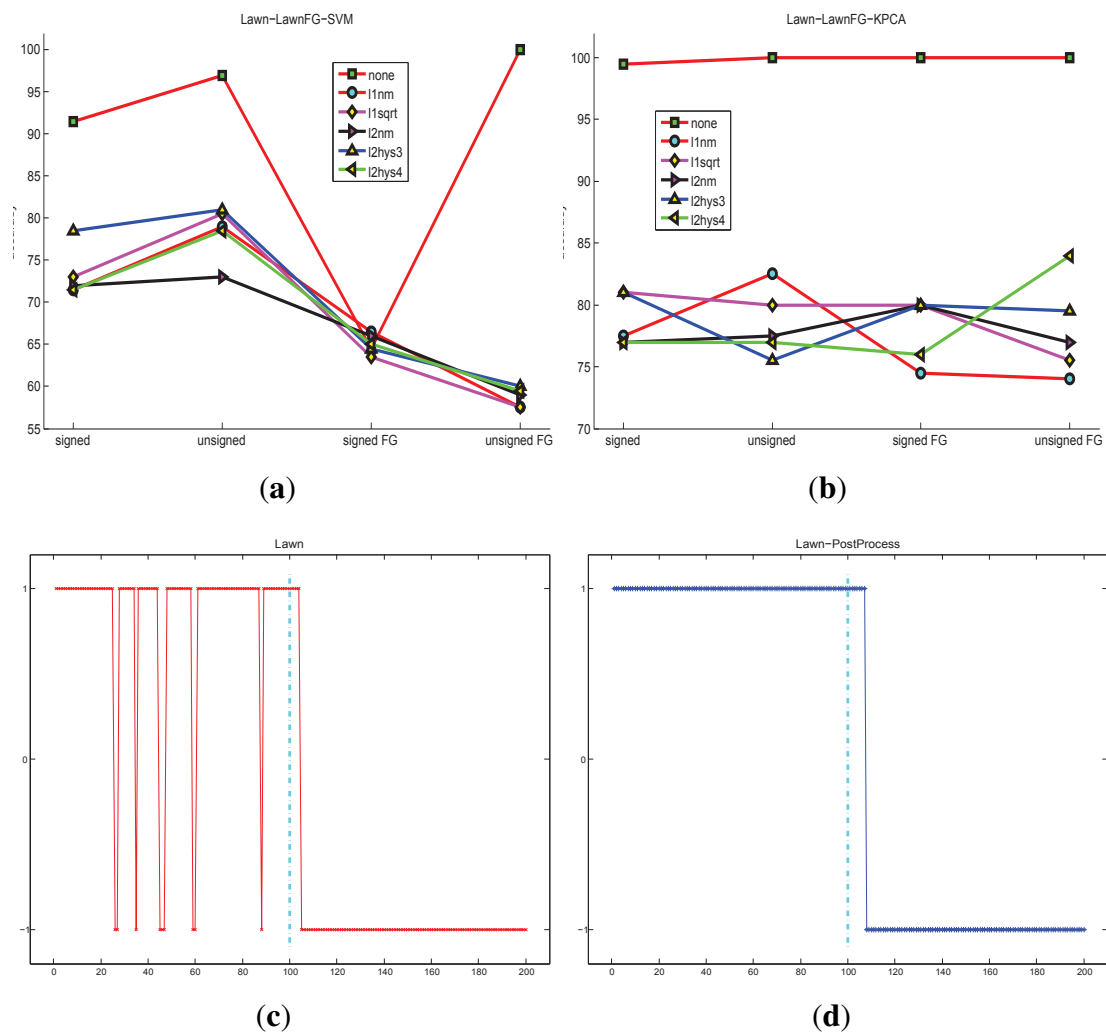 Lawn−LawnFG−SVM
100
95
90
85
80
75
70
65
60
55
none
l1nm
l1sqrt
l2nm
l2hys3
l2hys4
signed unsigned signed FG unsigned FG
(a)
Lawn−LawnFG−KPCA
100
95
90
85
80
75
70
none
l1nm
l1sqrt
l2nm
l2hys3
l2hys4
signed unsigned signed FG unsigned FG
(b)
Lawn
1
0
−1
0 20 40 60 80 100 120 140 160 180 200
(c)
Lawn−PostProcess
1
0
−1
0 20 40 60 80 100 120 140 160 180 200
(d)